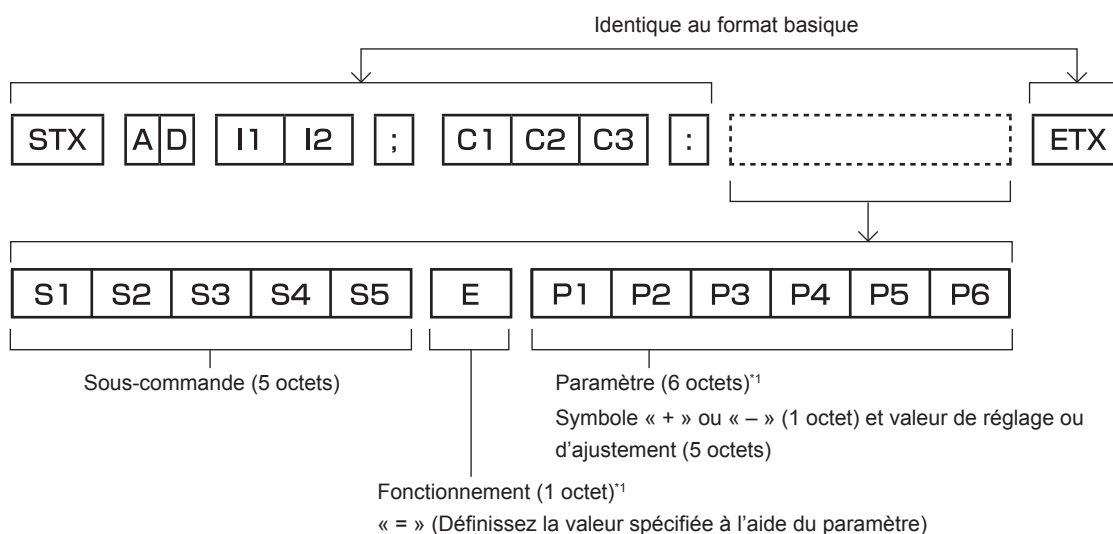 Identique au format basique
STX A D I1 I2 ; C1 C2 C3 : ETX
S1 S2 S3 S4 S5 E P1 P2 P3 P4 P5 P6
Sous-commande (5 octets)
Paramètre (6 octets)*1
Symbole « + » ou « – » (1 octet) et valeur de réglage ou
d’ajustement (5 octets)
Fonctionnement (1 octet)*1
« = » (Définissez la valeur spécifiée à l’aide du paramètre)